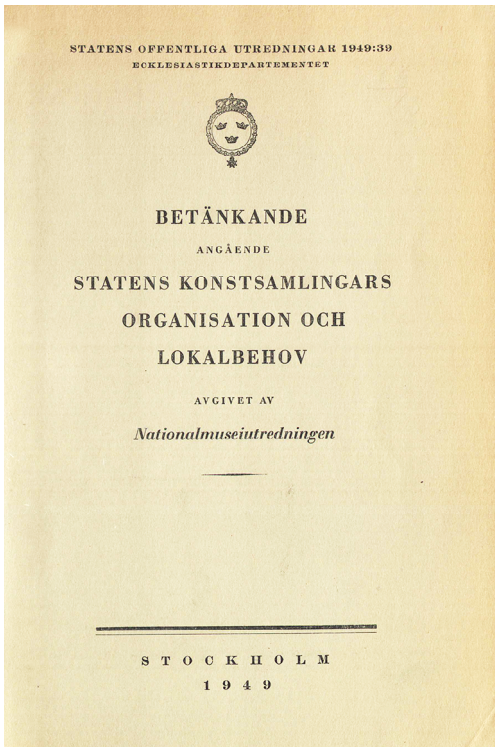 STATENS OFFENTLIGA UTREDNINGAR 1949:39
ECKLESIASTIKDEPARTEMENTET
BETÄNKANDE
ANGÅENDE
STATENS KONSTSAMLINGARS
ORGANISATION OCH
LOKALBEHOV
AVGIVET AV
Nationalmuseiutredningen
STOCKHOLM
1949